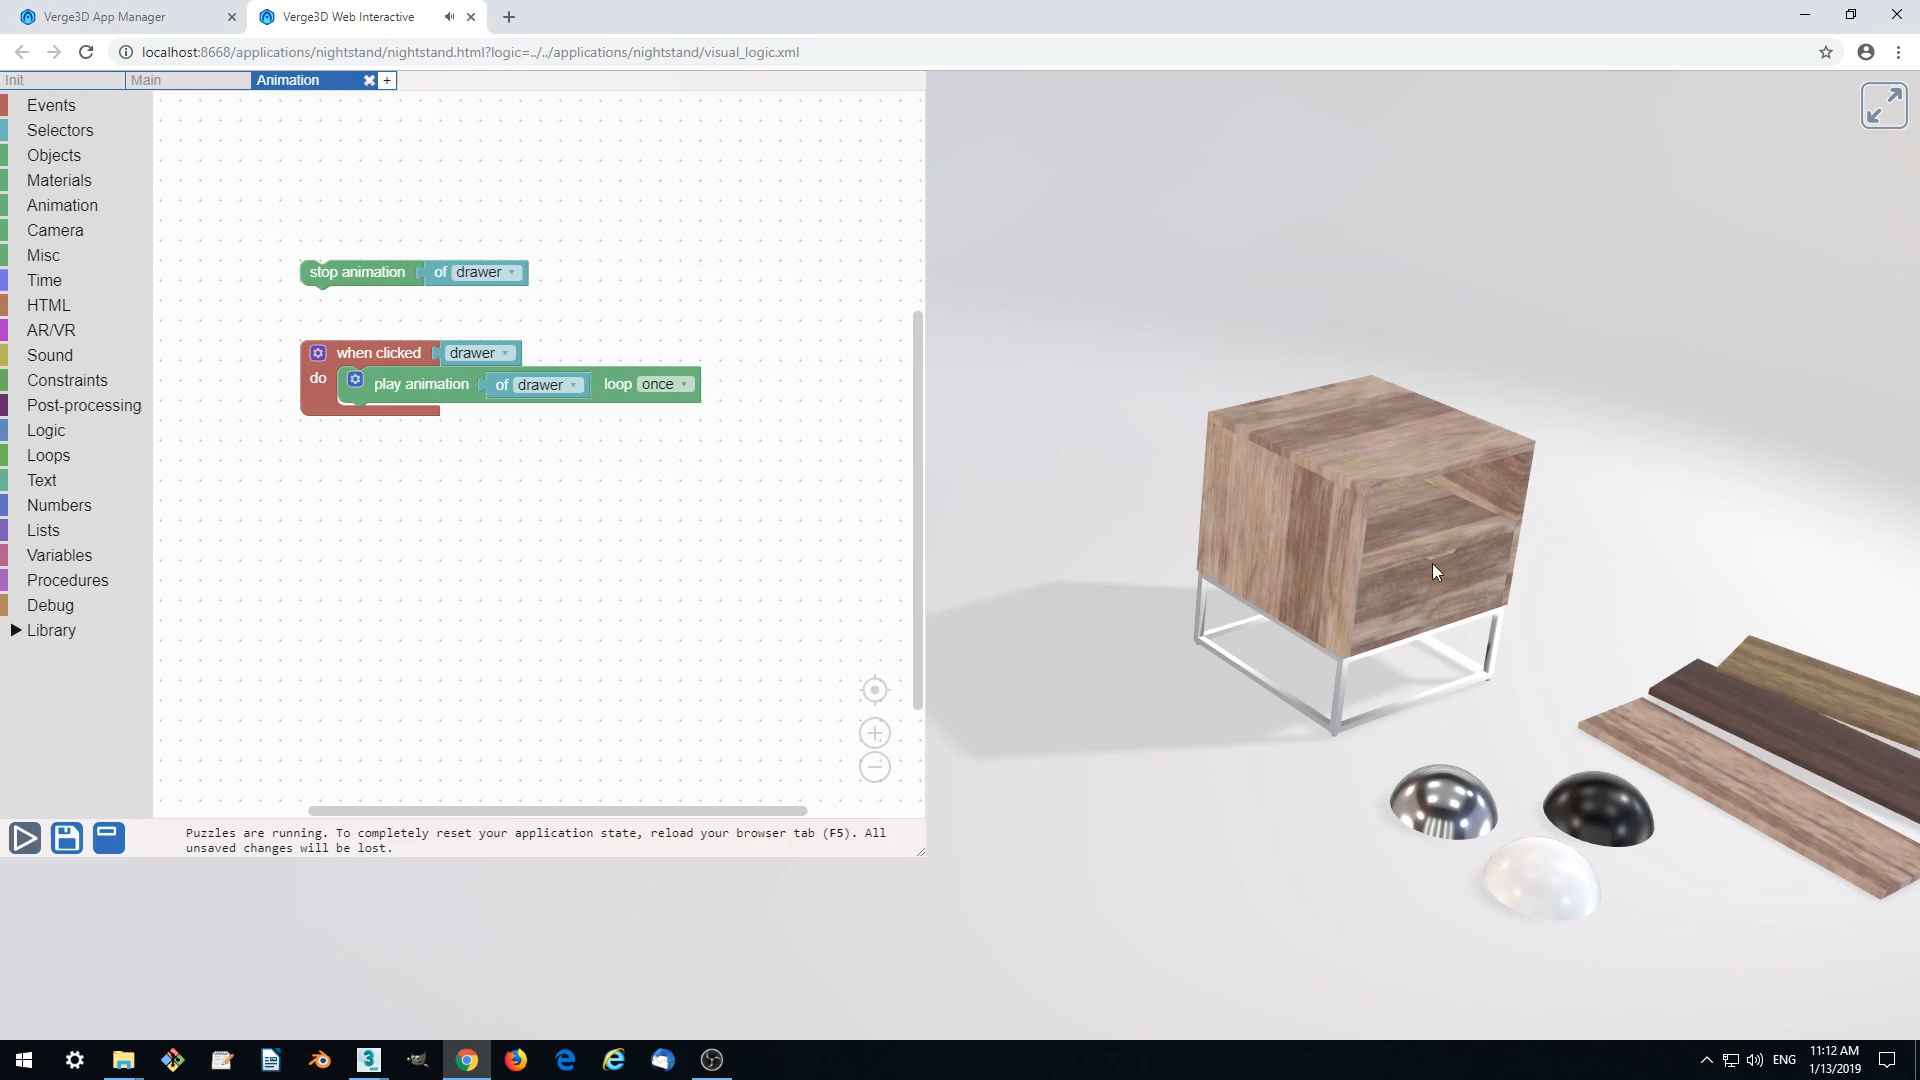 Verge3D App Manager
Verge3D Web Interactive
localhost:8668/applications/nightstand/nightstand.html?logic=../../applications/nightstand/visual_logic.xml
Init
Main
Animation
Events
Selectors
Objects
Materials
Animation
Camera
Misc
Time
HTML
AR/VR
Sound
Constraints
Post-processing
Logic
Loops
Text
Numbers
Lists
Variables
Procedures
Debug
Library
stop animation of drawer
when clicked drawer
do play animation of drawer loop once
Puzzles are running. To completely reset your application state, reload your browser tab (F5). All
unsaved changes will be lost.
ENG
11:12 AM
1/13/2019